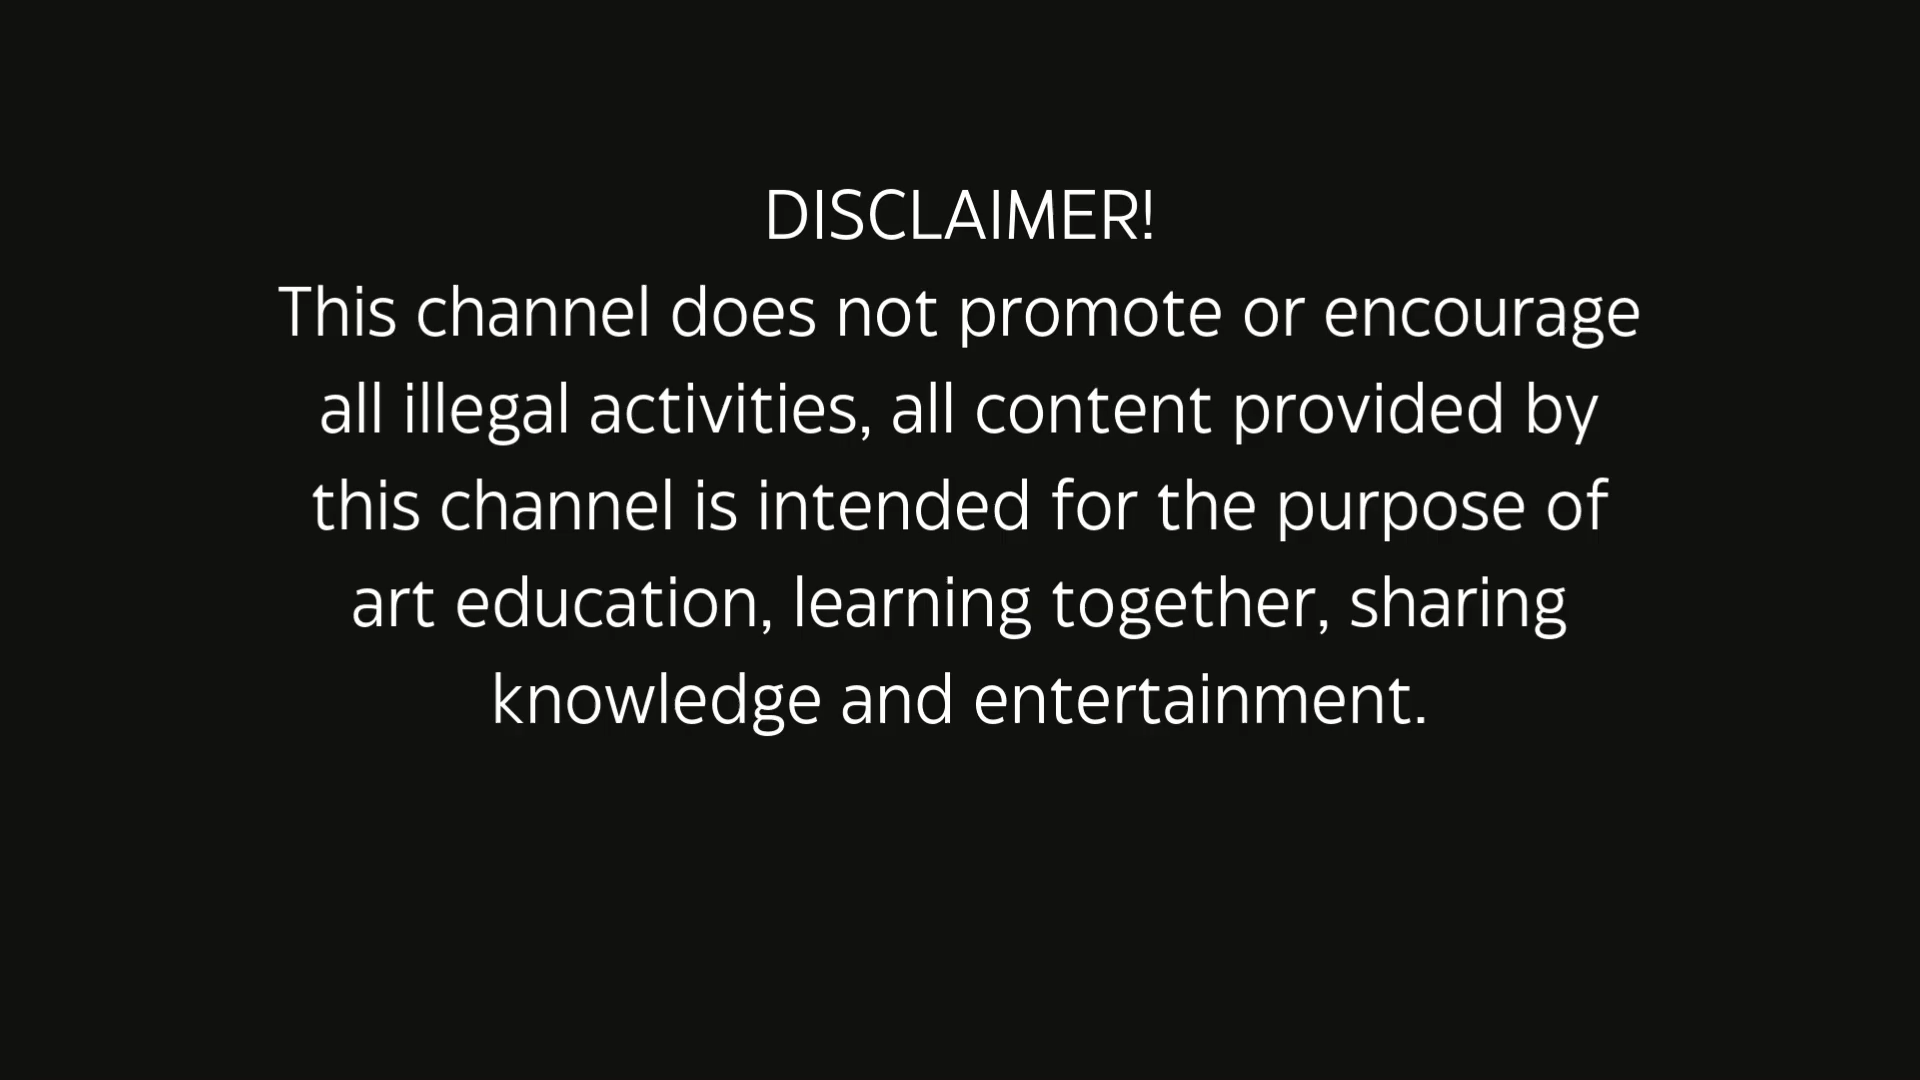 DISCLAIMER!
This channel does not promote or encourage
all illegal activities, all content provided by
this channel is intended for the purpose of
art education, learning together, sharing
knowledge and entertainment.